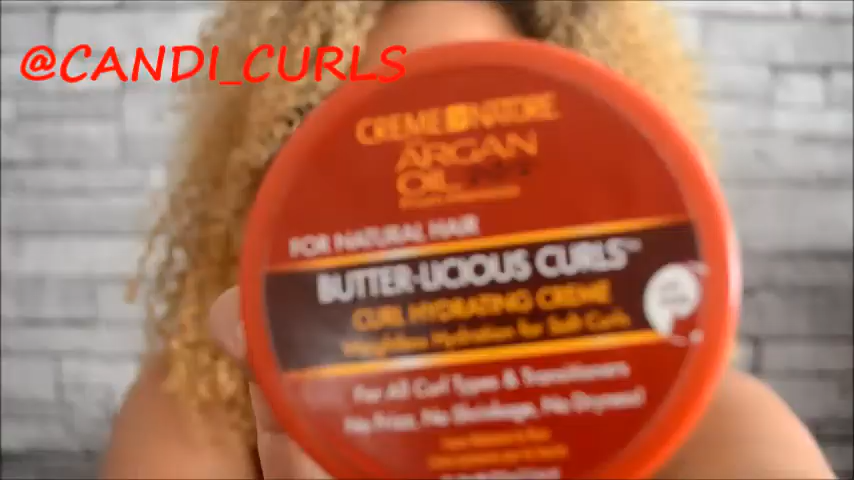 @CANDI_CURLS
CREME OF NATURE
ARGAN
OIL
FOR NATURAL HAIR
BUTTER-LICIOUS CURLS™
CURL HYDRATING CREME
Weightless Hydration for Soft Curls
For All Curl Types & Transitioners
No Frizz, No Shrinkage, No Dryness!